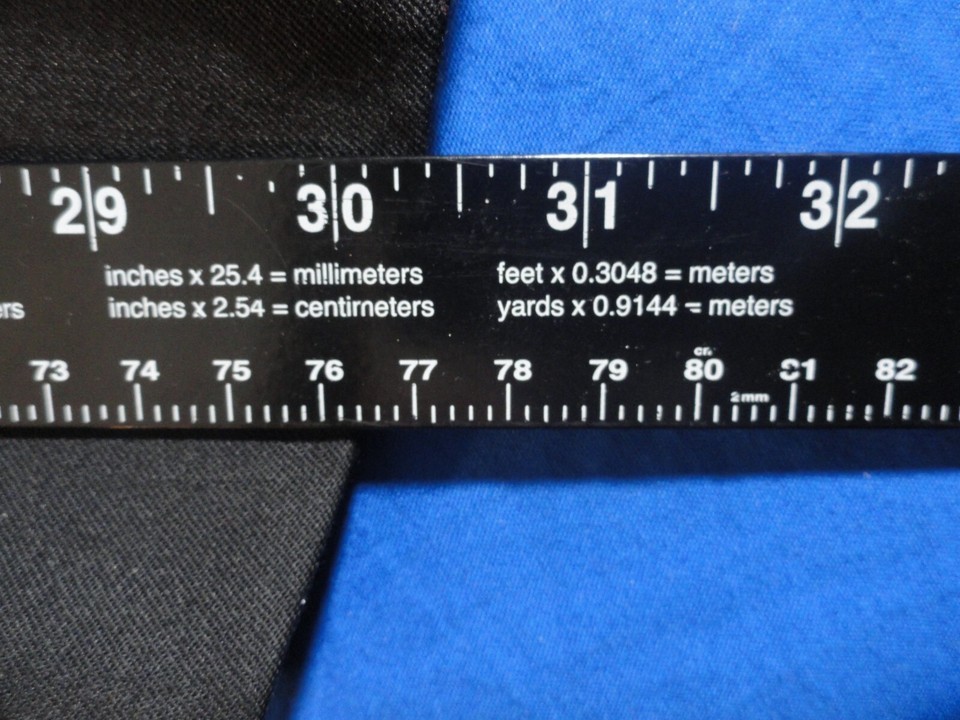 29 30 31 32
inches x 25.4 = millimeters feet x 0.3048 = meters
ers inches x 2.54 = centimeters yards x 0.9144 = meters
cm
73 74 75 76 77 78 79 80 81 82
2mm